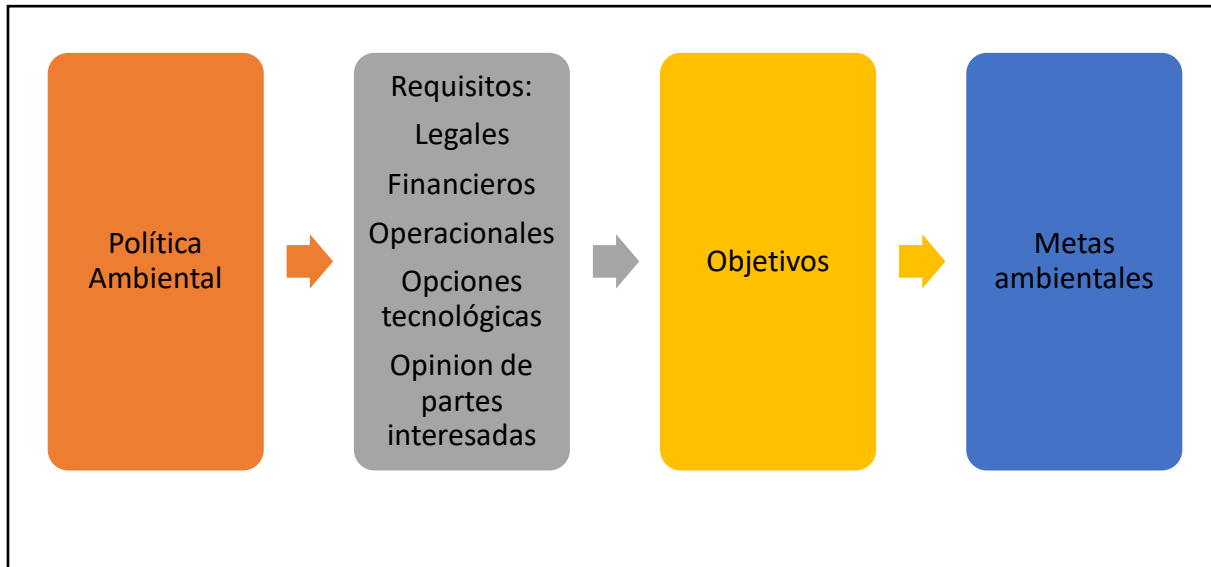 Política
Ambiental
Requisitos:
Legales
Financieros
Operacionales
Opciones
tecnológicas
Opinion de
partes
interesadas
Objetivos
Metas
ambientales